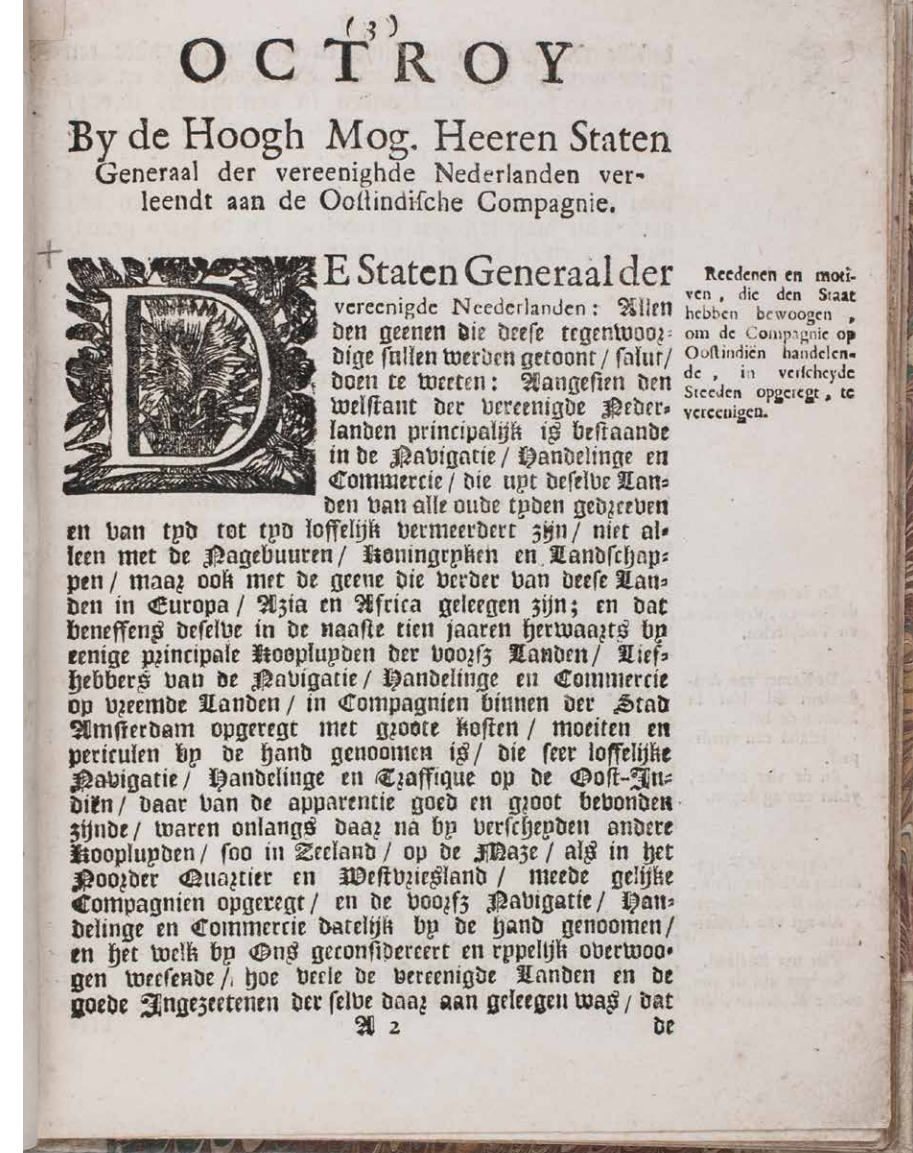 (3)
OCTROY
By de Hoogh Mog. Heeren Staten
Generaal der vereenighde Nederlanden ver-
leendt aan de Ooſtindiſche Compagnie.
DE Staten Generaal der
vereenigde Neederlanden: Allen
den geenen die deeſe tegenwoor-
dige ſullen werden getoont / ſalut /
doen te weeten: Aangeſien den
welſtant der vereenigde Neder-
landen principalijk is beſtaande
in de Navigatie / Handelinge en
Commercie / die uyt deſelve Lan-
den van alle oude tyden gedreeven
en van tyd tot tyd loffelijk vermeerdert zijn / niet al-
leen met de Nagebuuren / Koningryken en Landſchap-
pen / maar ook met de geene die verder van deeſe Lan-
den in Europa / Azia en Africa geleegen zijn; en dat
beneffens deſelve in de naaſte tien jaaren herwaarts by
eenige principale Kooplupden der voorſz Landen / Lief-
hebbers van de Navigatie / Handelinge en Commercie
op vreemde Landen / in Compagnien binnen der Stad
Amſterdam opgeregt met groote koſten / moeiten en
periculen by de hand genoomen is / die ſeer loffelijke
Navigatie / Handelinge en Traffique op de Ooſt-In-
diën / daar van de apparentie goed en groot bevonden
zijnde / waren onlangs daar na by verſcheyden andere
Koopluyden / ſoo in Zeeland / op de Maze / als in het
Noorder Quartier en Weſtvriesland / meede gelijke
Compagnien opgeregt / en de voorſz Navigatie / Han-
delinge en Commercie datelijk by de hand genoomen /
en het welk by Ons geconſidereert en rypelijk overwoo-
gen weeſende / hoe veele de vereenigde Landen en de
goede Ingezeetenen der ſelve daar aan geleegen was / dat
A 2 de
Reedenen en moti-
ven, die den Staat
hebben bewoogen,
om de Compagnie op
Ooſtindiën handelen-
de, in verſcheyde
Steeden opgeregt, te
vereenigen.